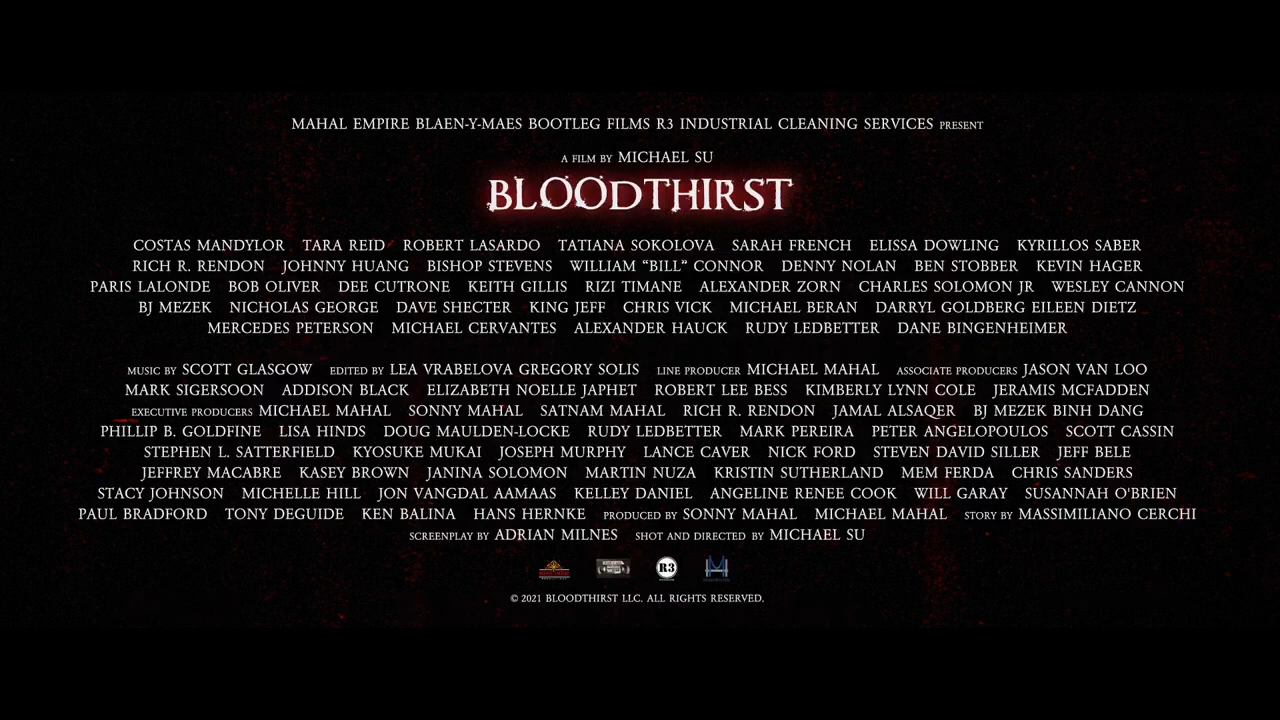 MAHAL EMPIRE BLAEN-Y-MAES BOOTLEG FILMS R3 INDUSTRIAL CLEANING SERVICES PRESENT
A FILM BY MICHAEL SU
BLOODTHIRST
COSTAS MANDYLOR TARA REID ROBERT LASARDO TATIANA SOKOLOVA SARAH FRENCH ELISSA DOWLING KYRILLOS SABER
RICH R. RENDON JOHNNY HUANG BISHOP STEVENS WILLIAM “BILL” CONNOR DENNY NOLAN BEN STOBBER KEVIN HAGER
PARIS LALONDE BOB OLIVER DEE CUTRONE KEITH GILLIS RIZI TIMANE ALEXANDER ZORN CHARLES SOLOMON JR WESLEY CANNON
BJ MEZEK NICHOLAS GEORGE DAVE SHECTER KING JEFF CHRIS VICK MICHAEL BERAN DARRYL GOLDBERG EILEEN DIETZ
MERCEDES PETERSON MICHAEL CERVANTES ALEXANDER HAUCK RUDY LEDBETTER DANE BINGENHEIMER
MUSIC BY SCOTT GLASGOW EDITED BY LEA VRABELOVA GREGORY SOLIS LINE PRODUCER MICHAEL MAHAL ASSOCIATE PRODUCERS JASON VAN LOO
MARK SIGERSOON ADDISON BLACK ELIZABETH NOELLE JAPHET ROBERT LEE BESS KIMBERLY LYNN COLE JERAMIS MCFADDEN
EXECUTIVE PRODUCERS MICHAEL MAHAL SONNY MAHAL SATNAM MAHAL RICH R. RENDON JAMAL ALSAQER BJ MEZEK BINH DANG
PHILLIP B. GOLDFINE LISA HINDS DOUG MAULDEN-LOCKE RUDY LEDBETTER MARK PEREIRA PETER ANGELOPOULOS SCOTT CASSIN
STEPHEN L. SATTERFIELD KYOSUKE MUKAI JOSEPH MURPHY LANCE CAVER NICK FORD STEVEN DAVID SILLER JEFF BELE
JEFFREY MACABRE KASEY BROWN JANINA SOLOMON MARTIN NUZA KRISTIN SUTHERLAND MEM FERDA CHRIS SANDERS
STACY JOHNSON MICHELLE HILL JON VANGDAL AAMAAS KELLEY DANIEL ANGELINE RENEE COOK WILL GARAY SUSANNAH O'BRIEN
PAUL BRADFORD TONY DEGUIDE KEN BALINA HANS HERNKE PRODUCED BY SONNY MAHAL MICHAEL MAHAL STORY BY MASSIMILIANO CERCHI
SCREENPLAY BY ADRIAN MILNES SHOT AND DIRECTED BY MICHAEL SU
R3
© 2021 BLOODTHIRST LLC. ALL RIGHTS RESERVED.